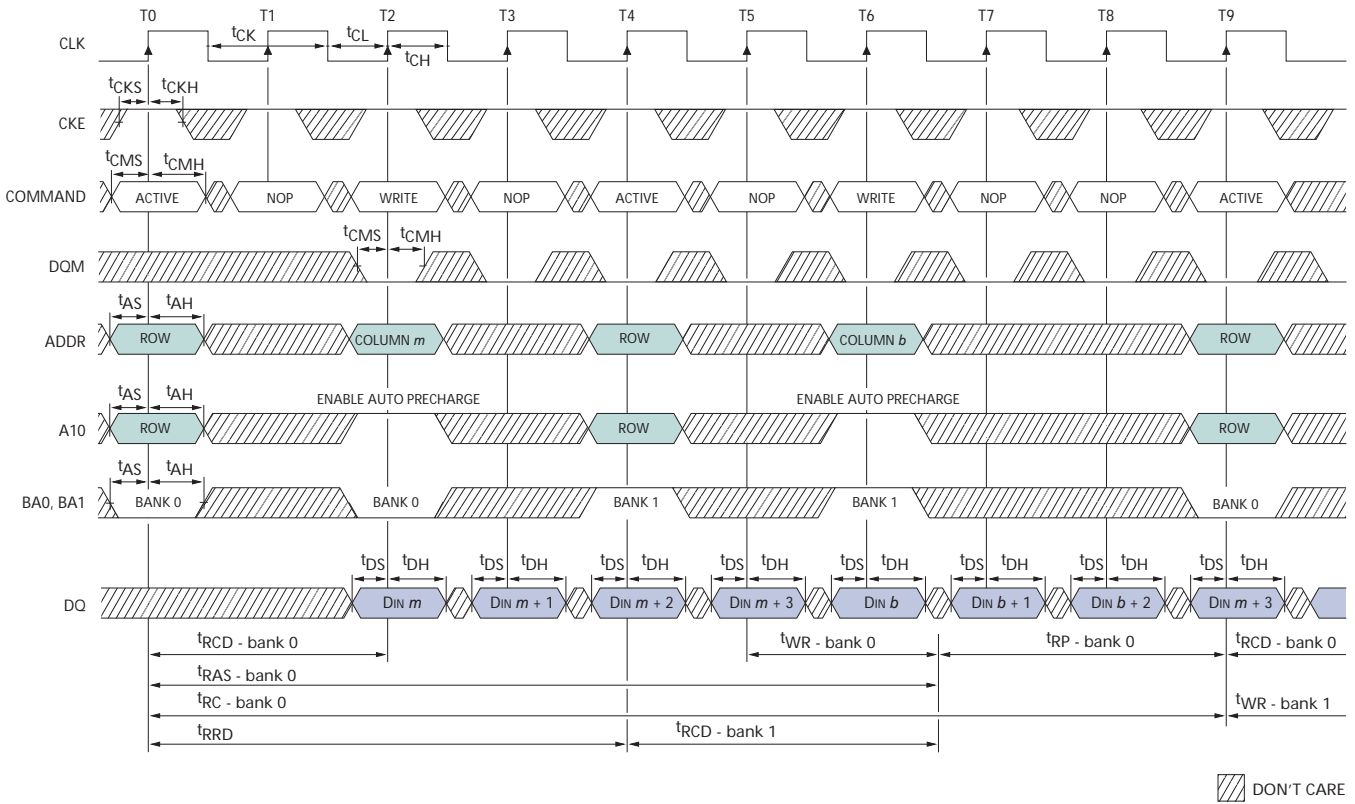 T0 T1 T2 T3 T4 T5 T6 T7 T8 T9
CLK tCK tCL tCH
tCKS tCKH
CKE
tCMS tCMH
COMMAND ACTIVE NOP WRITE NOP ACTIVE NOP WRITE NOP NOP ACTIVE
tCMS tCMH
DQM
tAS tAH
ADDR ROW COLUMN m ROW COLUMN b ROW
tAS tAH ENABLE AUTO PRECHARGE ENABLE AUTO PRECHARGE
A10 ROW ROW ROW
tAS tAH
BA0, BA1 BANK 0 BANK 0 BANK 1 BANK 1 BANK 0
tDS tDH tDS tDH tDS tDH tDS tDH tDS tDH tDS tDH tDS tDH tDS tDH
DQ DIN m DIN m + 1 DIN m + 2 DIN m + 3 DIN b DIN b + 1 DIN b + 2 DIN m + 3
tRCD - bank 0 tWR - bank 0 tRP - bank 0 tRCD - bank 0
tRAS - bank 0
tRC - bank 0 tWR - bank 1
tRRD tRCD - bank 1
DON'T CARE